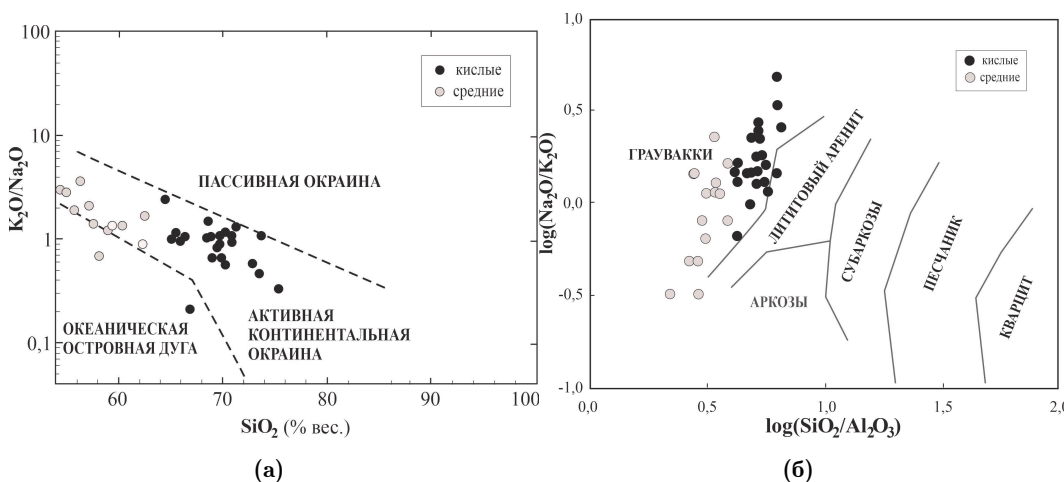 100
10
1
0,1
K₂O/Na₂O
кислые
средние
ПАССИВНАЯ ОКРАИНА
ОКЕАНИЧЕСКАЯ
ОСТРОВНАЯ ДУГА
АКТИВНАЯ
КОНТИНЕНТАЛЬНАЯ
ОКРАИНА
60
70
80
90
100
SiO₂ (% вес.)
(а)
1,0
0,5
0,0
-0,5
-1,0
log(Na₂O/K₂O)
кислые
средние
ГРАУВАККИ
ЛИТИТОВЫЙ АРЕНИТ
СУБАРКОЗЫ
ПЕСЧАНИК
КВАРЦИТ
АРКОЗЫ
0,0
0,5
1,0
1,5
2,0
log(SiO₂/Al₂O₃)
(б)